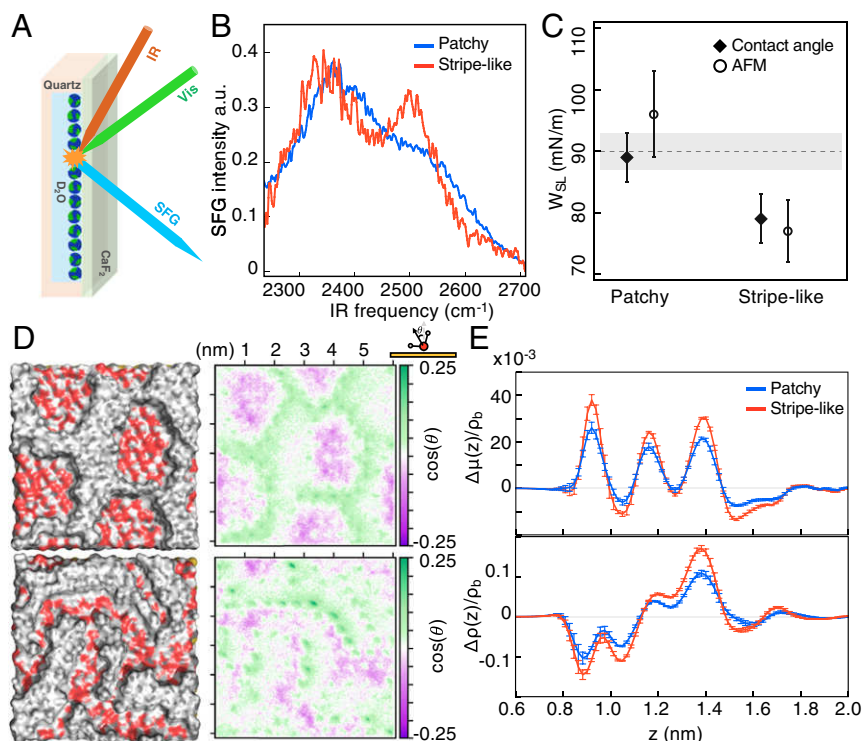 A
IR
Vis
Quartz
D₂O
SFG
CaF₂
B
Patchy
Stripe-like
SFG intensity a.u.
0.4
0.3
0.2
0.1
0
2300
2400
2500
2600
2700
IR frequency (cm⁻¹)
C
Contact angle
AFM
W_SL (mN/m)
110
100
90
80
70
Patchy
Stripe-like
D
(nm) 1 2 3 4 5
θ
0.25
cos(θ)
-0.25
0.25
cos(θ)
-0.25
E
x10⁻³
Patchy
Stripe-like
Δμ(z)/ρ_b
40
20
0
Δρ(z)/ρ_b
0.1
0
-0.1
0.6 0.8 1.0 1.2 1.4 1.6 1.8 2.0
z (nm)